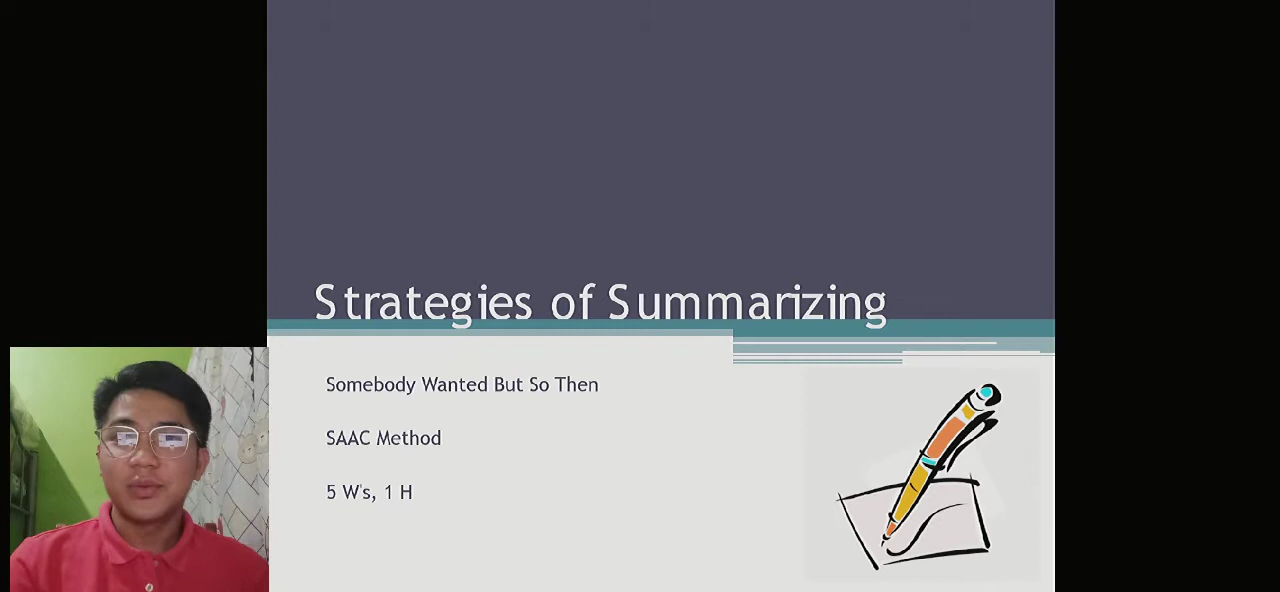 Strategies of Summarizing
Somebody Wanted But So Then
SAAC Method
5 W's, 1 H